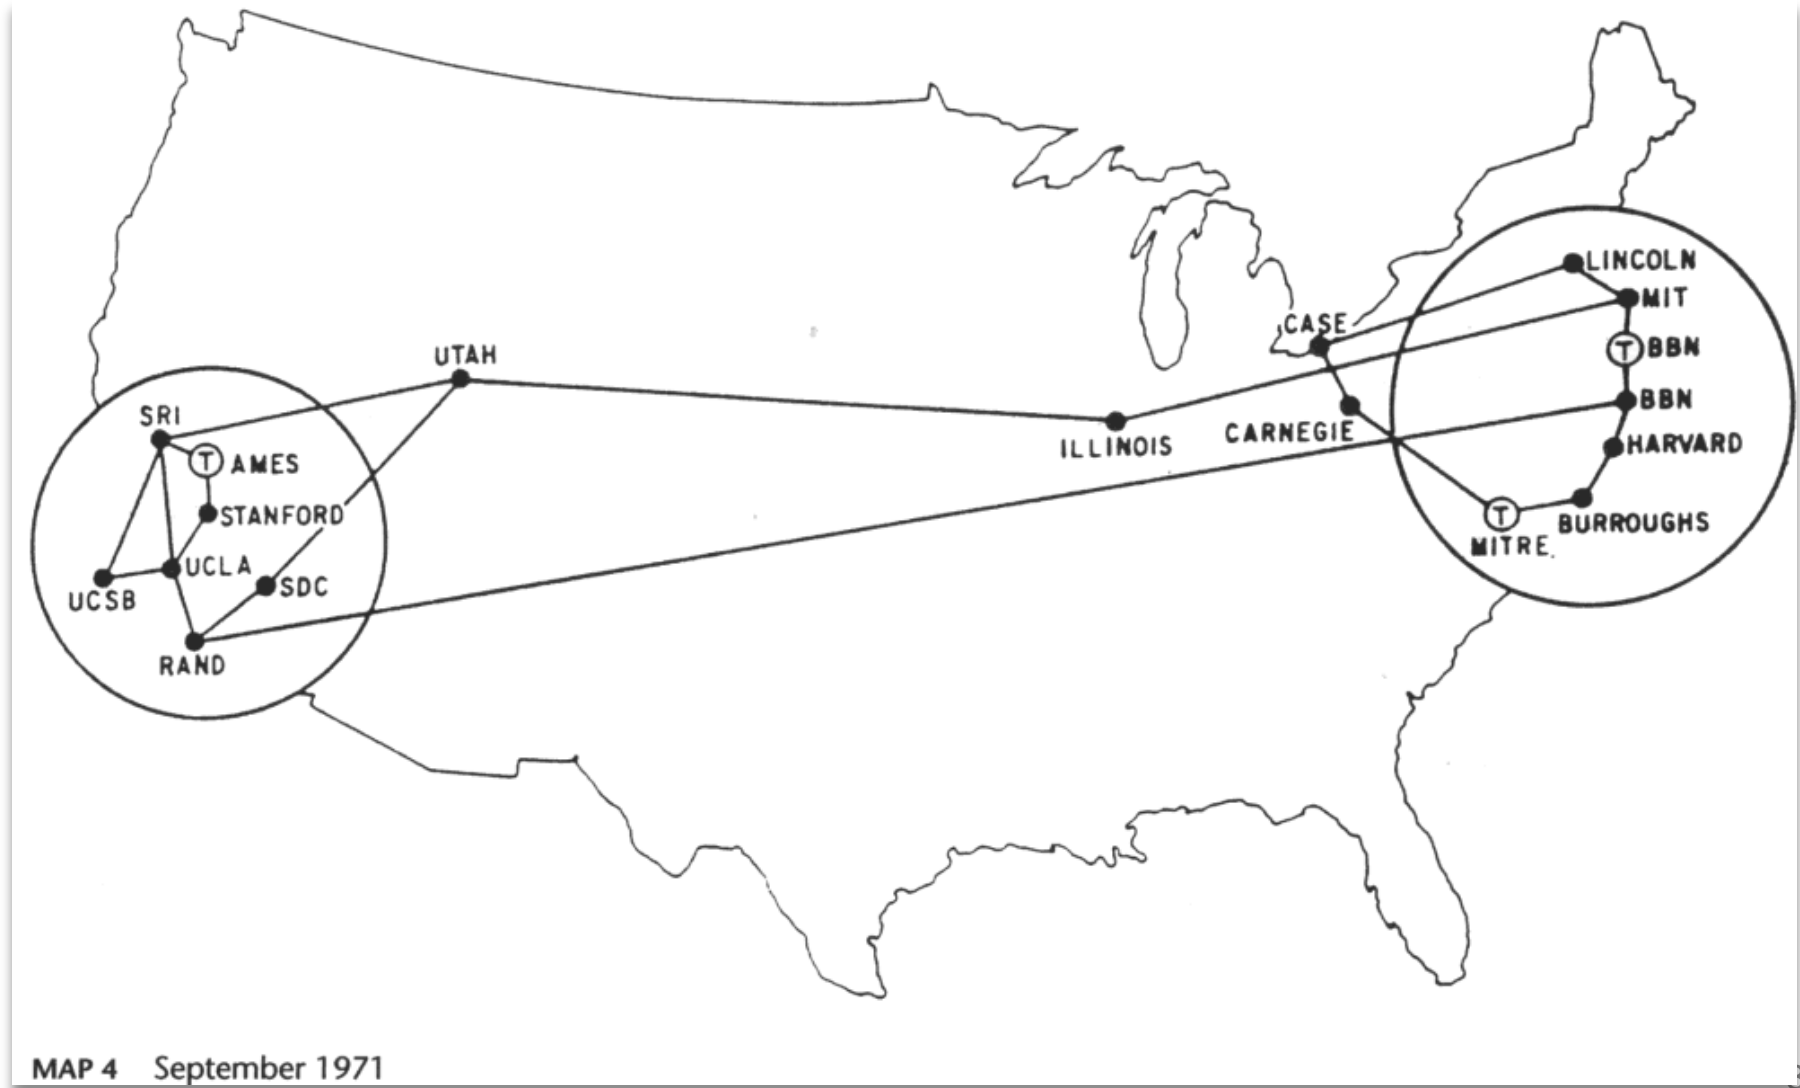 LINCOLN
MIT
CASE
T BBN
UTAH
BBN
SRI
CARNEGIE
HARVARD
ILLINOIS
T AMES
STANFORD
T
BURROUGHS
MITRE.
UCLA
SDC
UCSB
RAND
MAP 4 September 1971